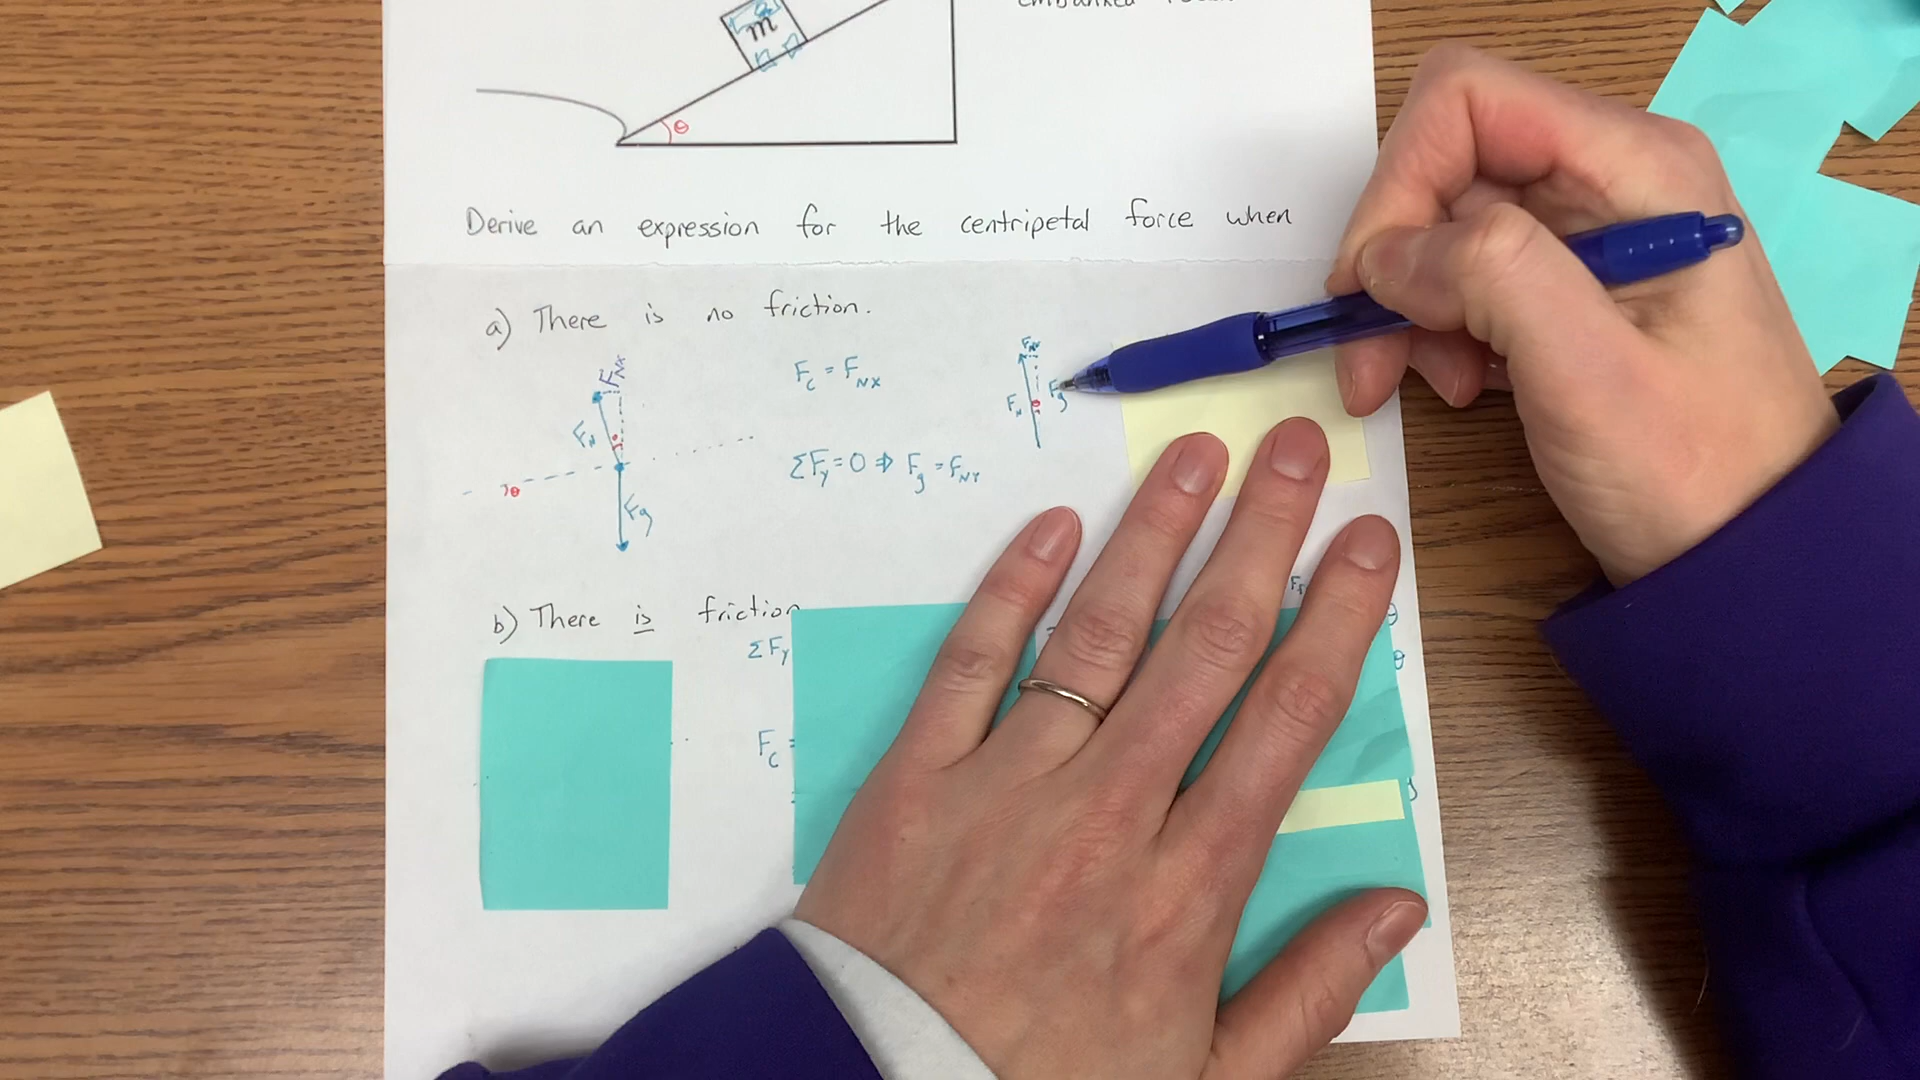 m
θ
Derive an expression for the centripetal force when
a) There is no friction.
F_NX
F_N
θ
θ
F_g
F_C = F_NX
ΣF_y = 0 ⇒ F_g = F_NY
F_NX
F_N θ F_g
b) There is friction
ΣF_y
F_C =
θ
θ